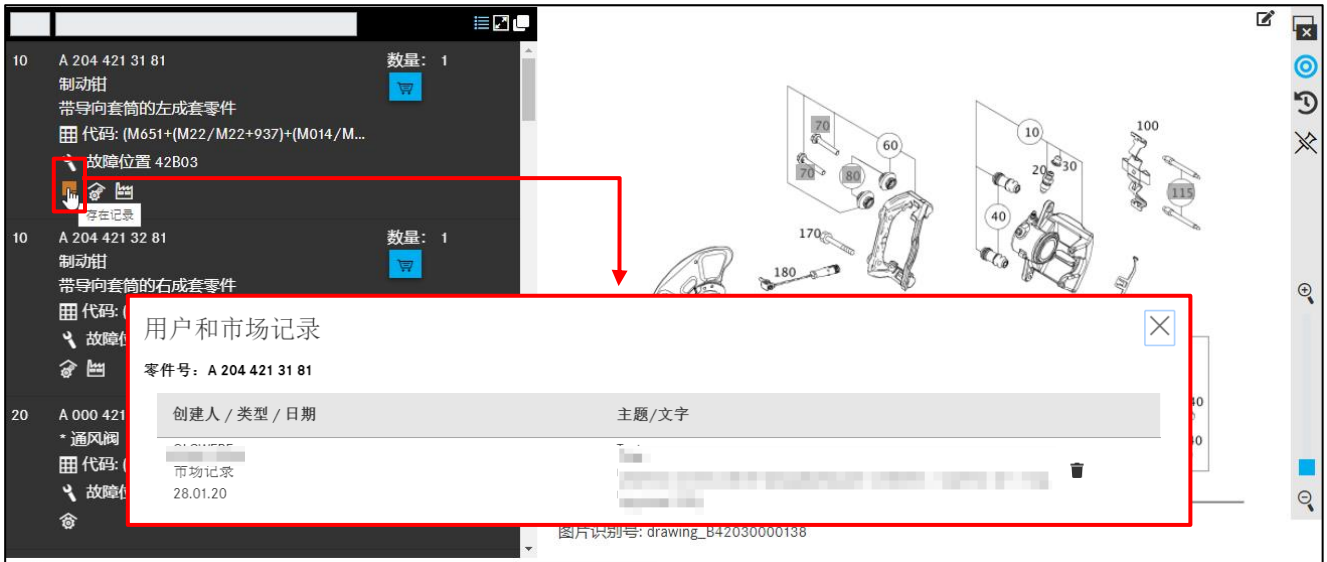 10 A 204 421 31 81 数量: 1
制动钳
带导向套筒的左成套零件
代码: (M651+(M22/M22+937)+(M014/M...
故障位置 42B03
存在记录
10 A 204 421 32 81 数量: 1
制动钳
带导向套筒的右成套零件
代码: (
故障位
20 A 000 421
* 通风阀
代码: (
故障位
70
60
70
80
170
180
10
100
20
30
115
40
40
0
用户和市场记录
零件号: A 204 421 31 81
创建人 / 类型 / 日期 主题/文字
市场记录
28.01.20
图片识别号: drawing_B42030000138